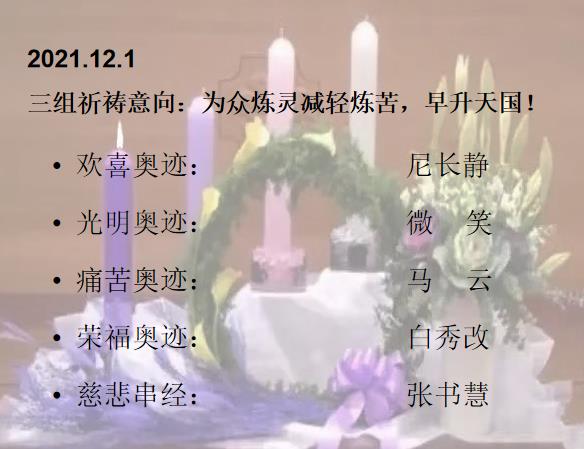 2021.12.1
三组祈祷意向：为众炼灵减轻炼苦，早升天国！
• 欢喜奥迹： 尼长静
• 光明奥迹： 微 笑
• 痛苦奥迹： 马 云
• 荣福奥迹： 白秀改
• 慈悲串经： 张书慧